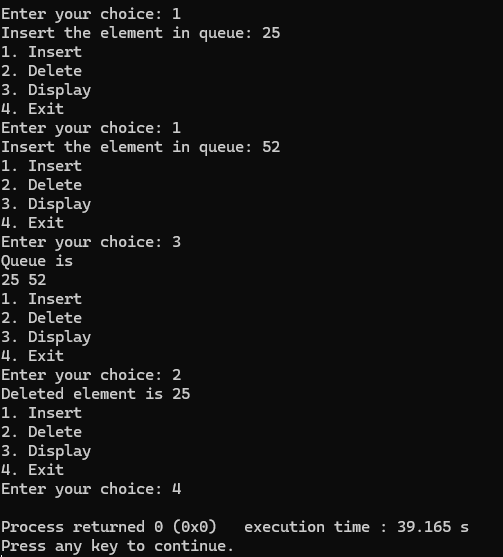 Enter your choice: 1
Insert the element in queue: 25
1. Insert
2. Delete
3. Display
4. Exit
Enter your choice: 1
Insert the element in queue: 52
1. Insert
2. Delete
3. Display
4. Exit
Enter your choice: 3
Queue is
25 52
1. Insert
2. Delete
3. Display
4. Exit
Enter your choice: 2
Deleted element is 25
1. Insert
2. Delete
3. Display
4. Exit
Enter your choice: 4

Process returned 0 (0x0)   execution time : 39.165 s
Press any key to continue.